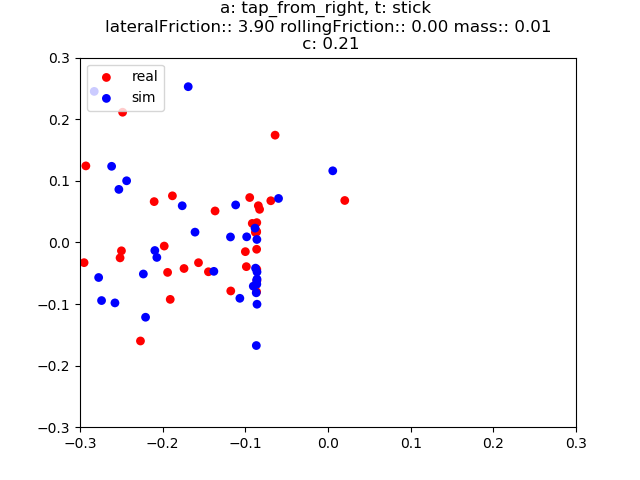 a: tap_from_right, t: stick
lateralFriction:: 3.90 rollingFriction:: 0.00 mass:: 0.01
c: 0.21
real
sim
0.3
0.2
0.1
0.0
−0.1
−0.2
−0.3
−0.3 −0.2 −0.1 0.0 0.1 0.2 0.3